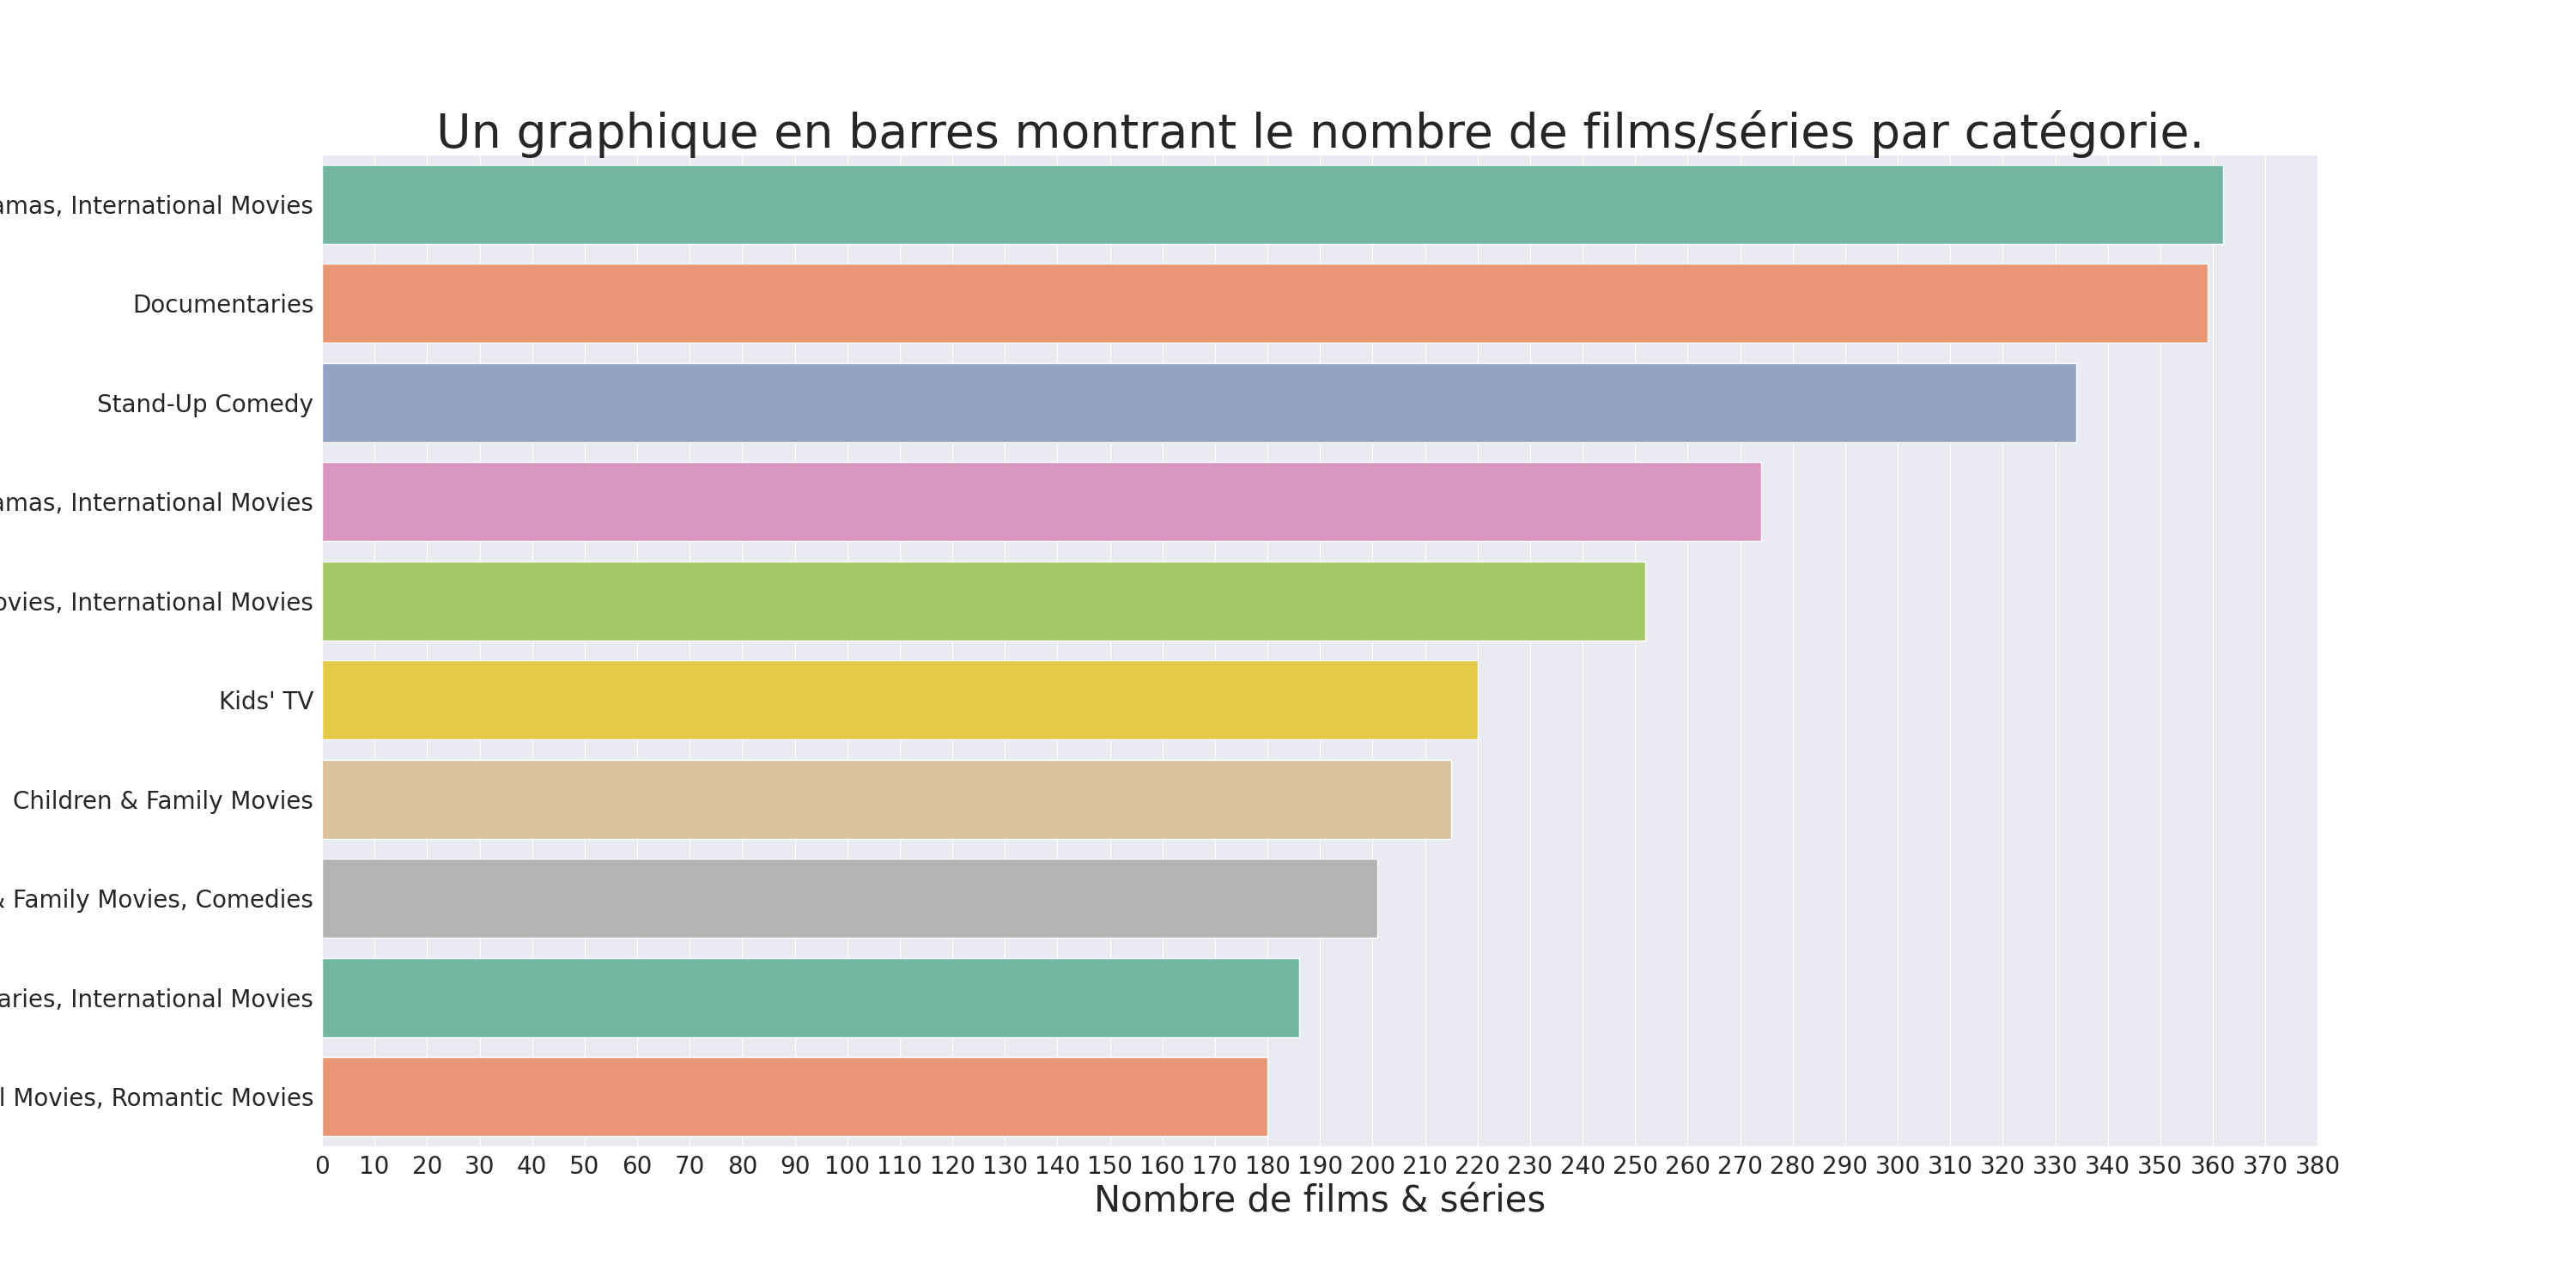 Un graphique en barres montrant le nombre de films/séries par catégorie.
International Movies
Documentaries
Stand-Up Comedy
International Movies
International Movies
Kids' TV
Children & Family Movies
& Family Movies, Comedies
International Movies
Movies, Romantic Movies
0 10 20 30 40 50 60 70 80 90 100 110 120 130 140 150 160 170 180 190 200 210 220 230 240 250 260 270 280 290 300 310 320 330 340 350 360 370 380
Nombre de films & séries